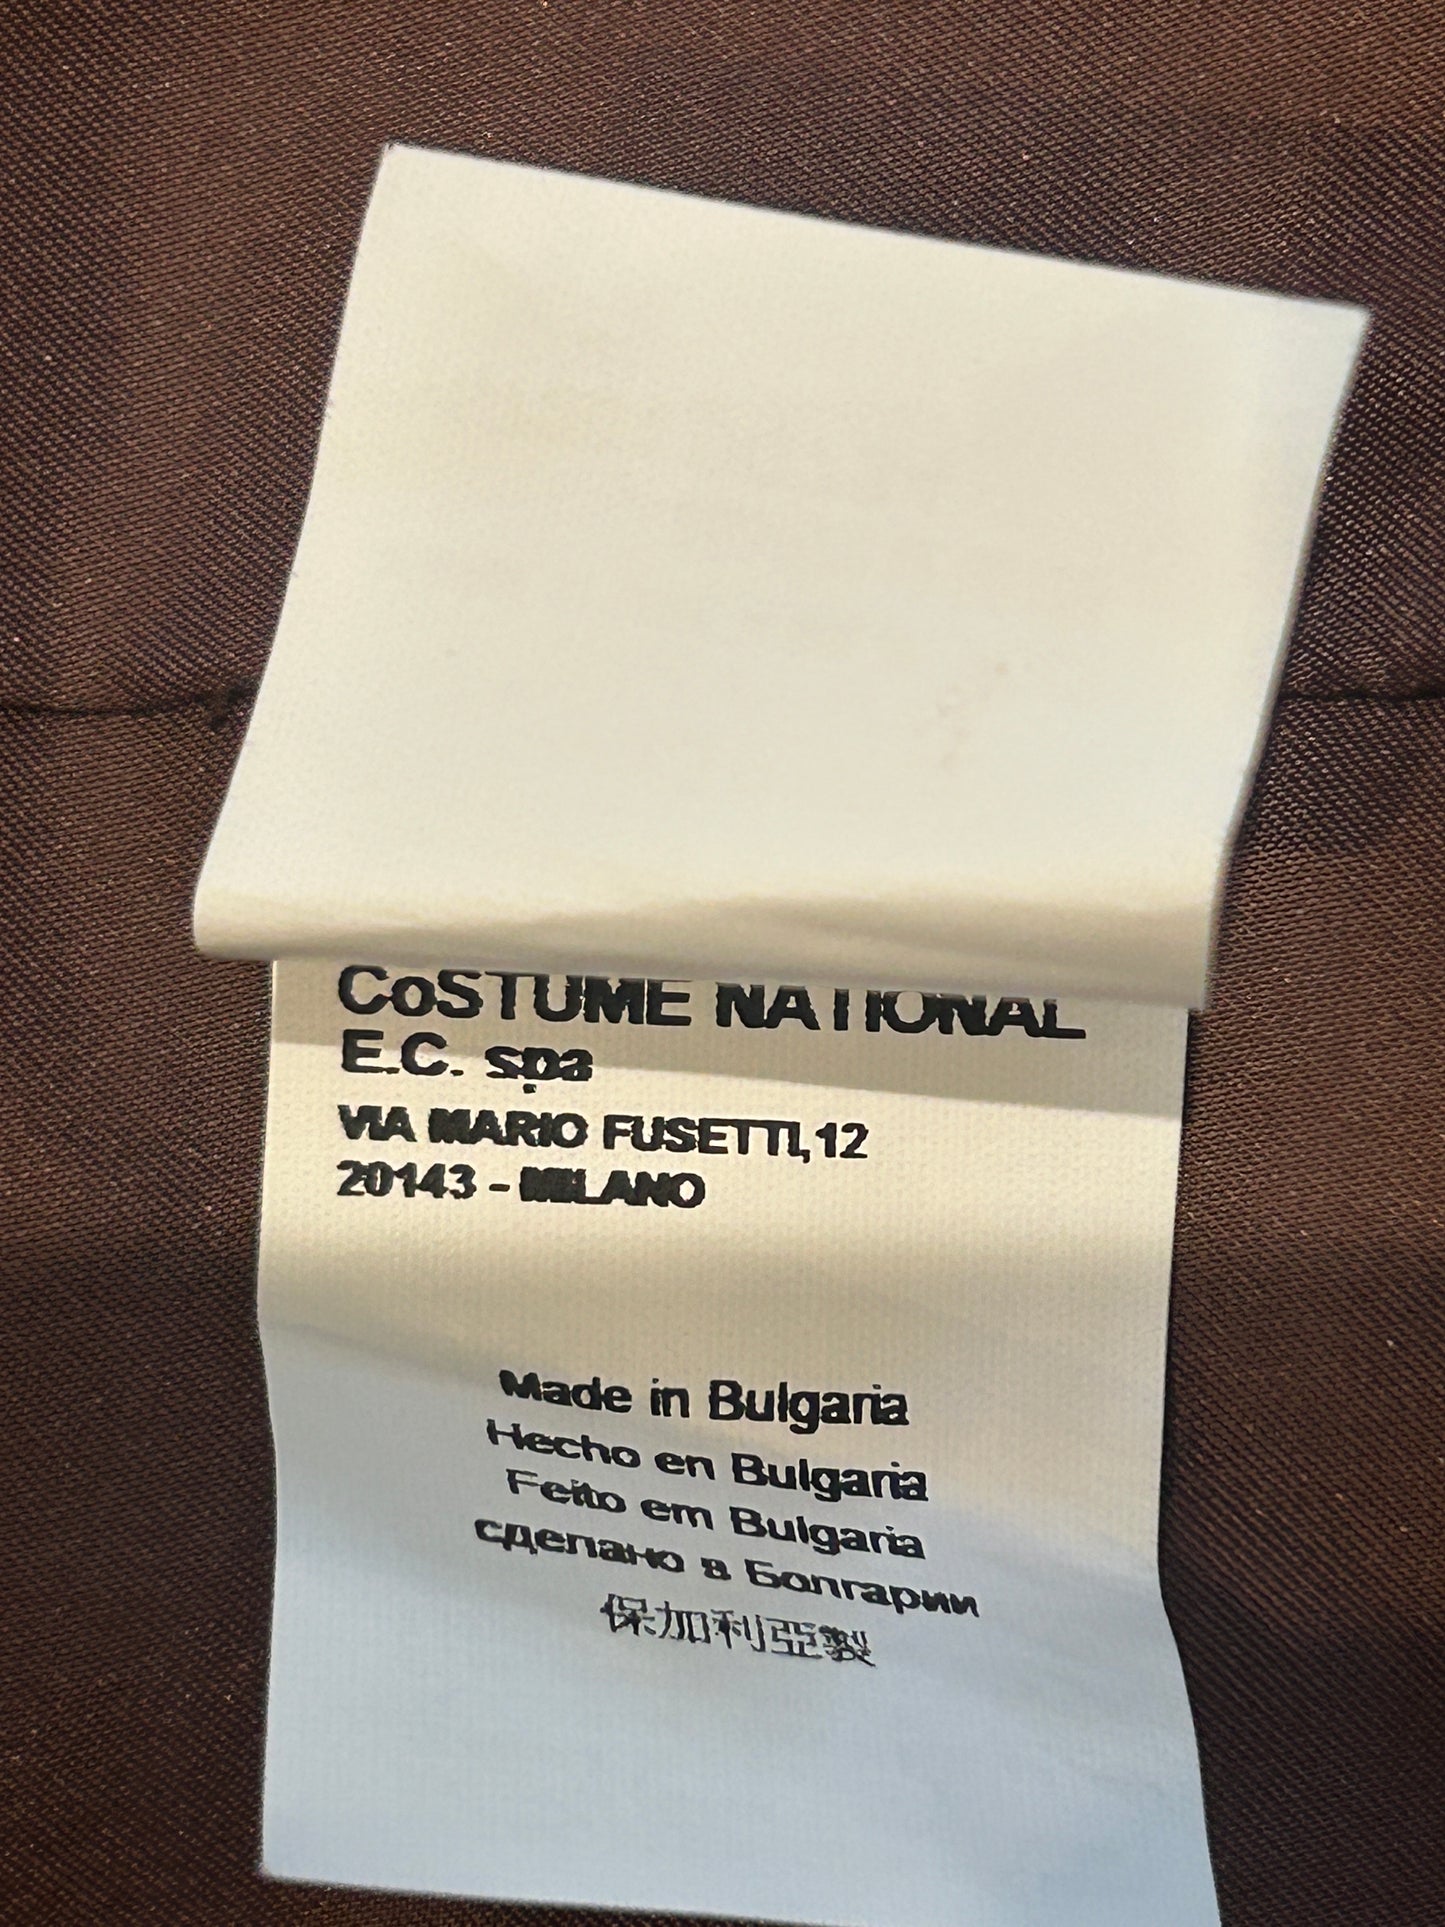 CoSTUME NATIONAL
E.C. spa
VIA MARIO FUSETTI, 12
20143 - MILANO
Made in Bulgaria
Hecho en Bulgaria
Feito em Bulgaria
сделано в Болгарии
保加利亞製